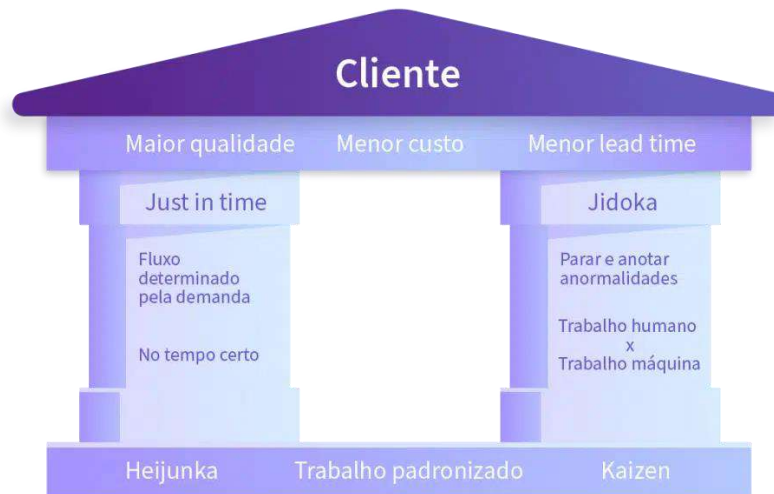 Cliente
Maior qualidade Menor custo Menor lead time
Just in time
Jidoka
Fluxo
determinado
pela demanda
No tempo certo
Parar e anotar
anormalidades
Trabalho humano
x
Trabalho máquina
Heijunka Trabalho padronizado Kaizen